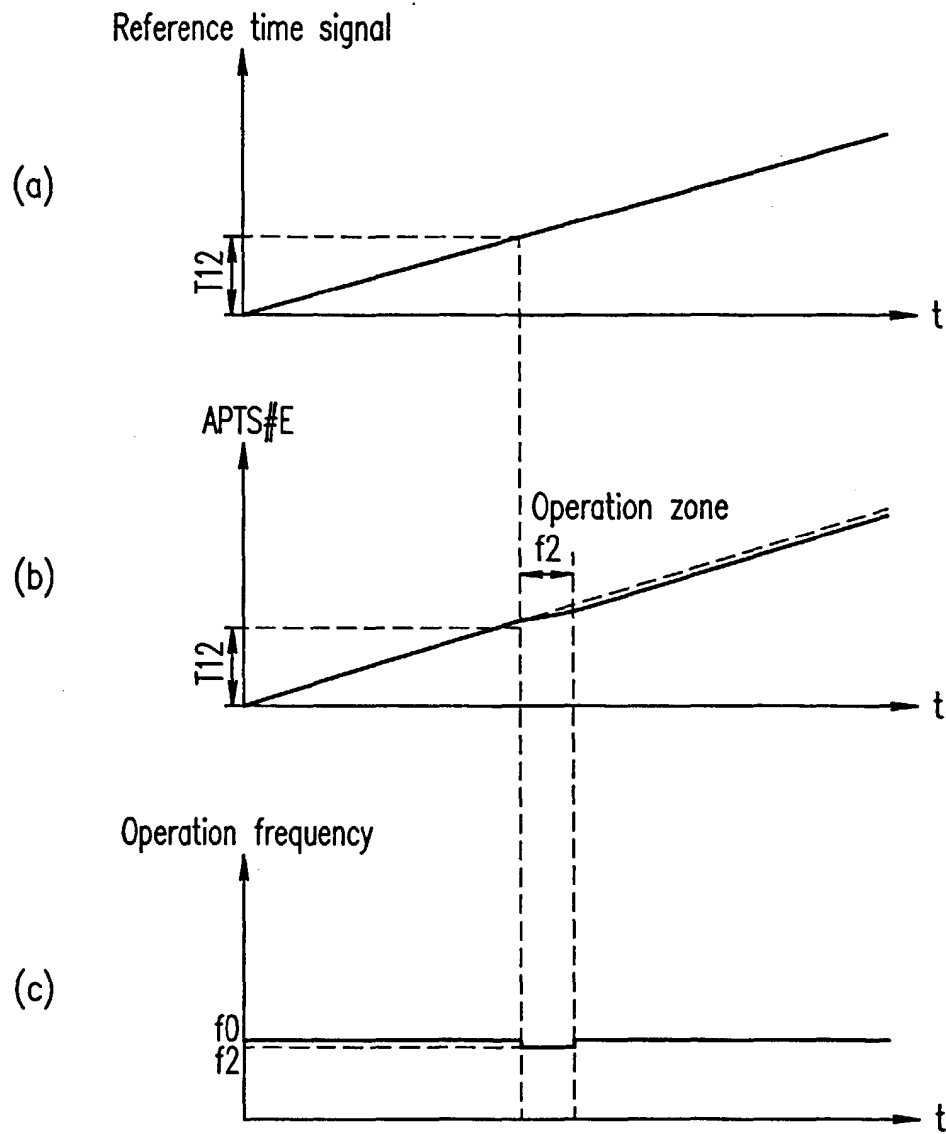 Reference time signal
(a)
T12
t
APTS#E
Operation zone
f2
(b)
T12
t
Operation frequency
(c)
f0
f2
t